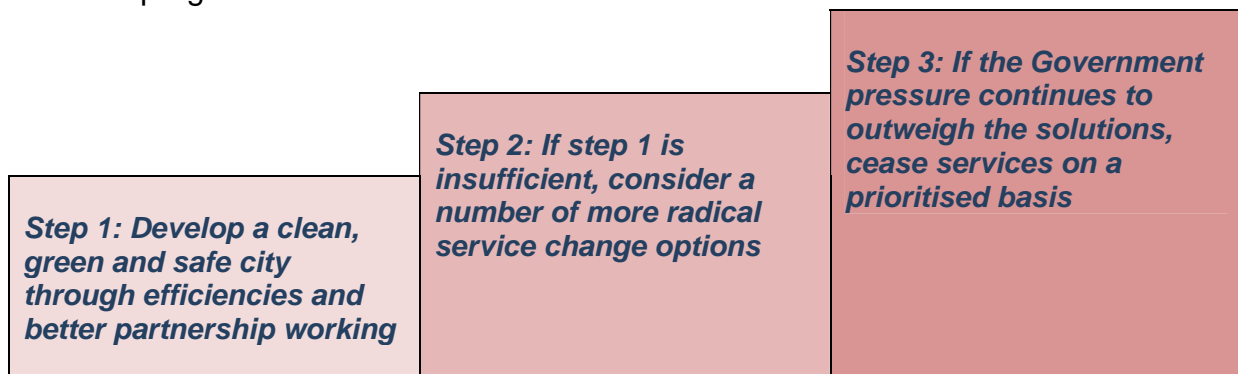 Step 1: Develop a clean,
green and safe city
through efficiencies and
better partnership working
Step 2: If step 1 is
insufficient, consider a
number of more radical
service change options
Step 3: If the Government
pressure continues to
outweigh the solutions,
cease services on a
prioritised basis